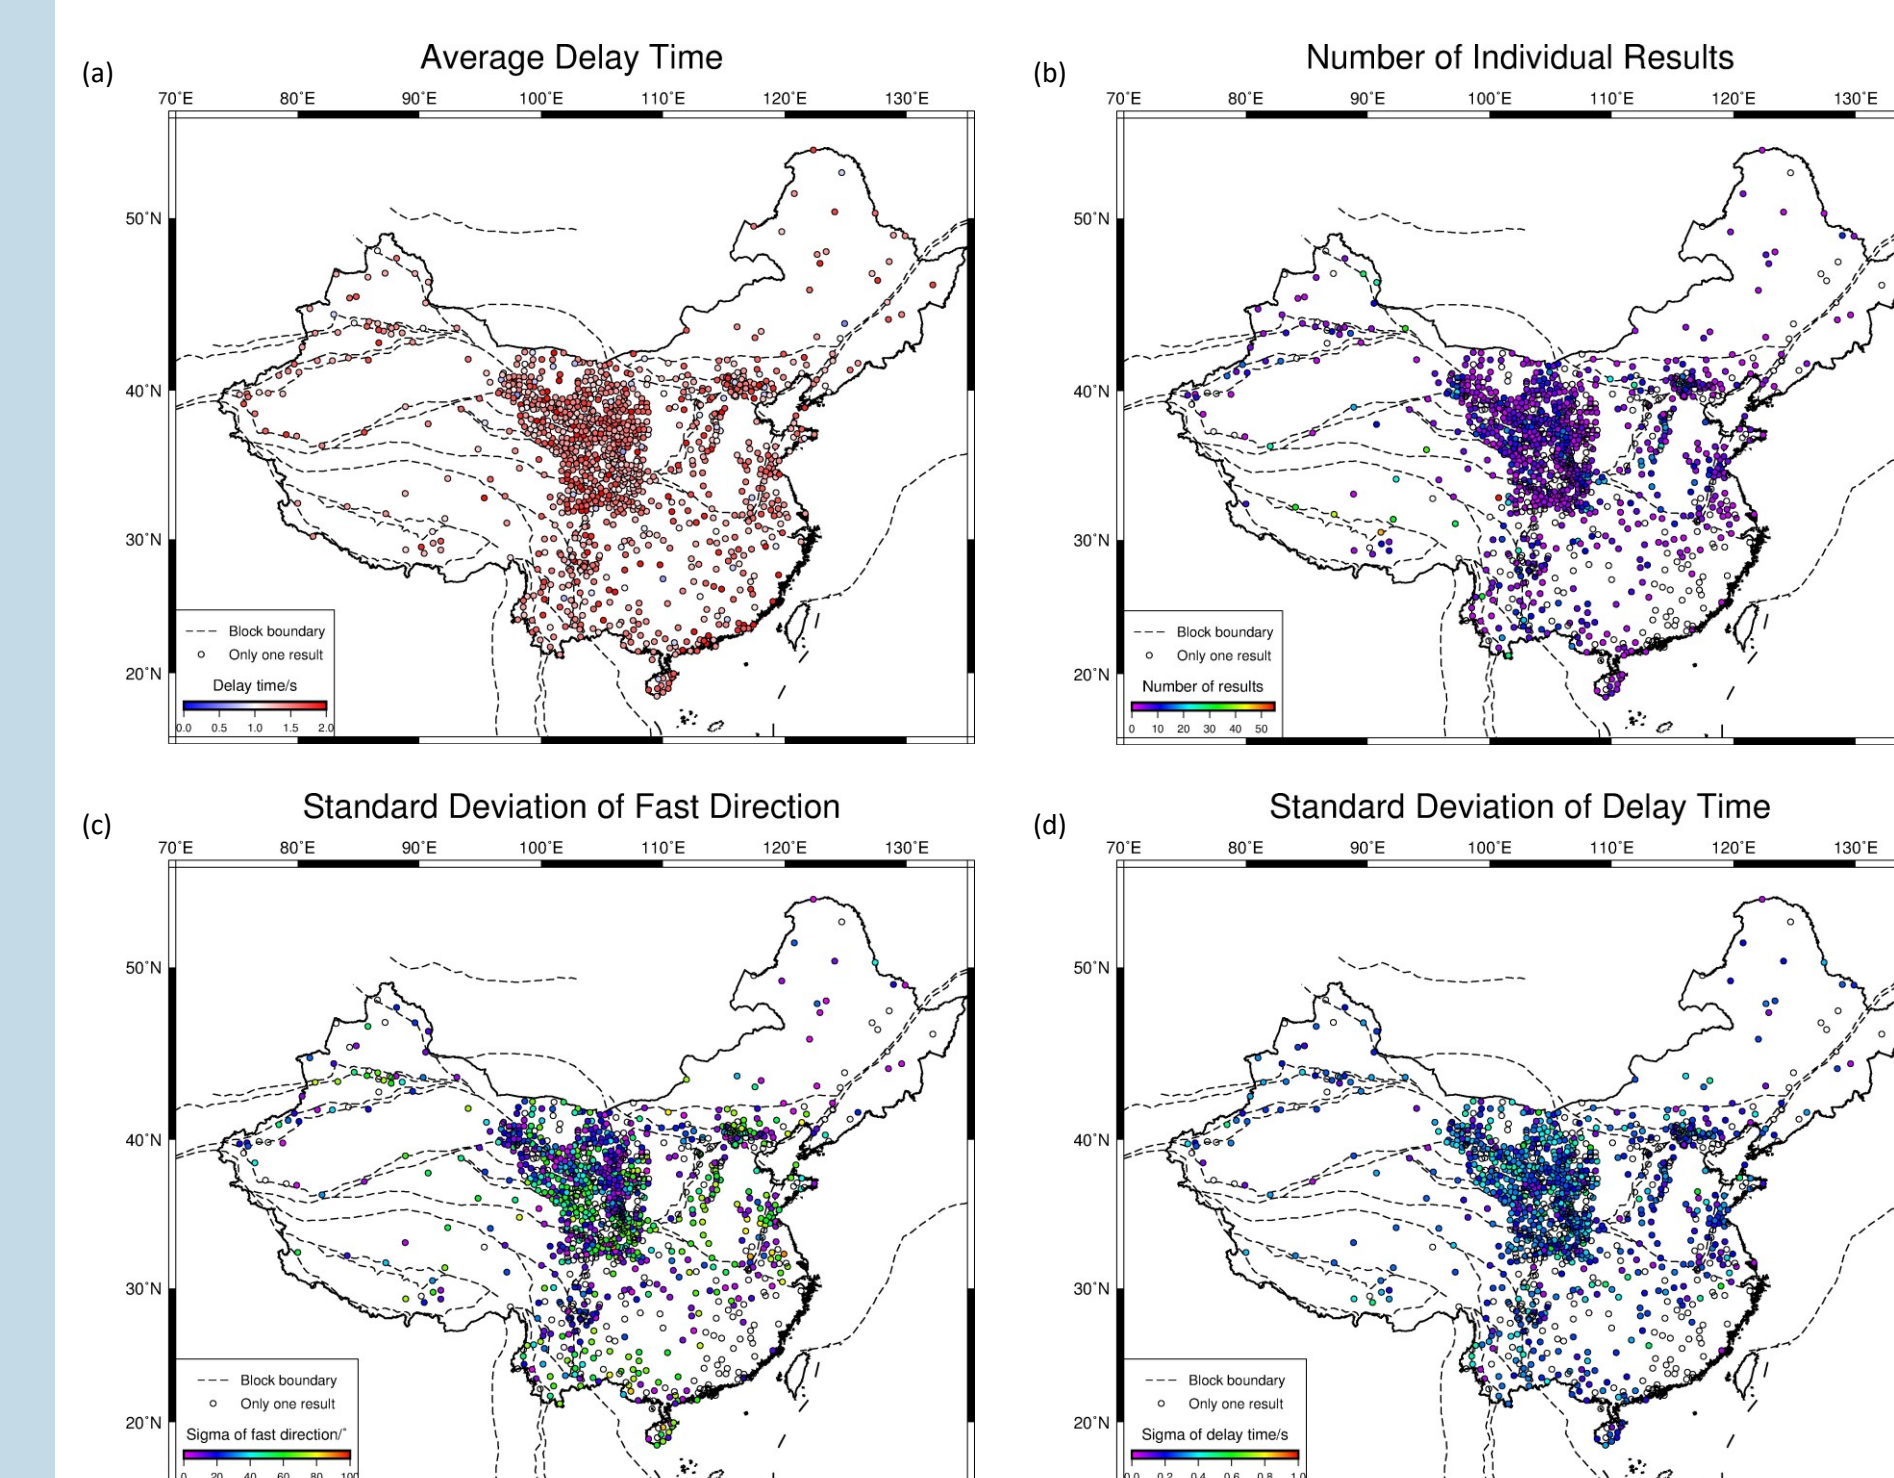 (a)
Average Delay Time
70°E 80°E 90°E 100°E 110°E 120°E 130°E
50°N
40°N
30°N
20°N
Block boundary
Only one result
Delay time/s
0.0 0.5 1.0 1.5 2.0
(b)
Number of Individual Results
70°E 80°E 90°E 100°E 110°E 120°E 130°E
50°N
40°N
30°N
20°N
Block boundary
Only one result
Number of results
0 10 20 30 40 50
(c)
Standard Deviation of Fast Direction
70°E 80°E 90°E 100°E 110°E 120°E 130°E
50°N
40°N
30°N
20°N
Block boundary
Only one result
Sigma of fast direction/°
0 20 40 60 80 100
(d)
Standard Deviation of Delay Time
70°E 80°E 90°E 100°E 110°E 120°E 130°E
50°N
40°N
30°N
20°N
Block boundary
Only one result
Sigma of delay time/s
0.0 0.2 0.4 0.6 0.8 1.0